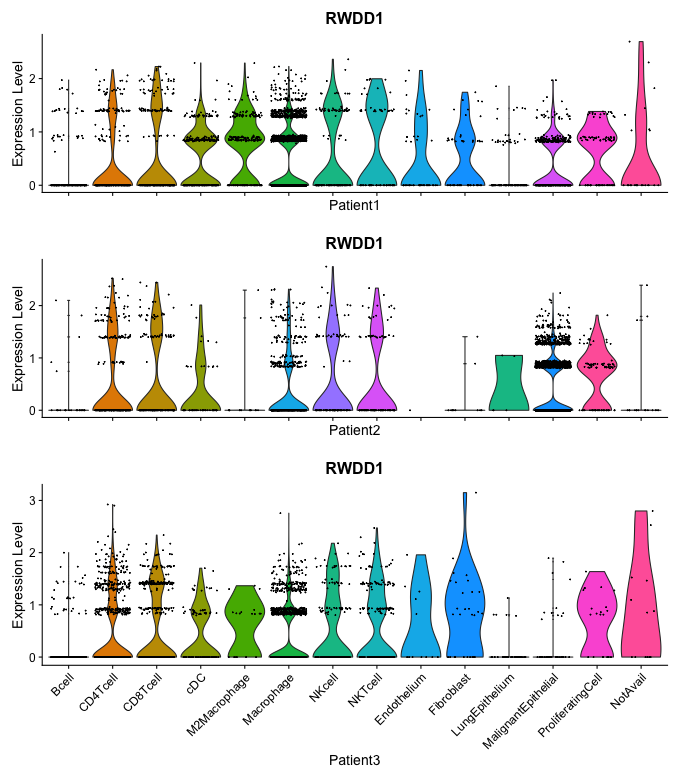 RWDD1
Expression Level
2
1
0
Patient1
RWDD1
Expression Level
2
1
0
Patient2
RWDD1
Expression Level
3
2
1
0
Bcell
CD4Tcell
CD8Tcell
cDC
M2Macrophage
Macrophage
NKcell
NKTcell
Endothelium
Fibroblast
LungEpithelium
MalignantEpithelial
ProliferatingCell
NotAvail
Patient3